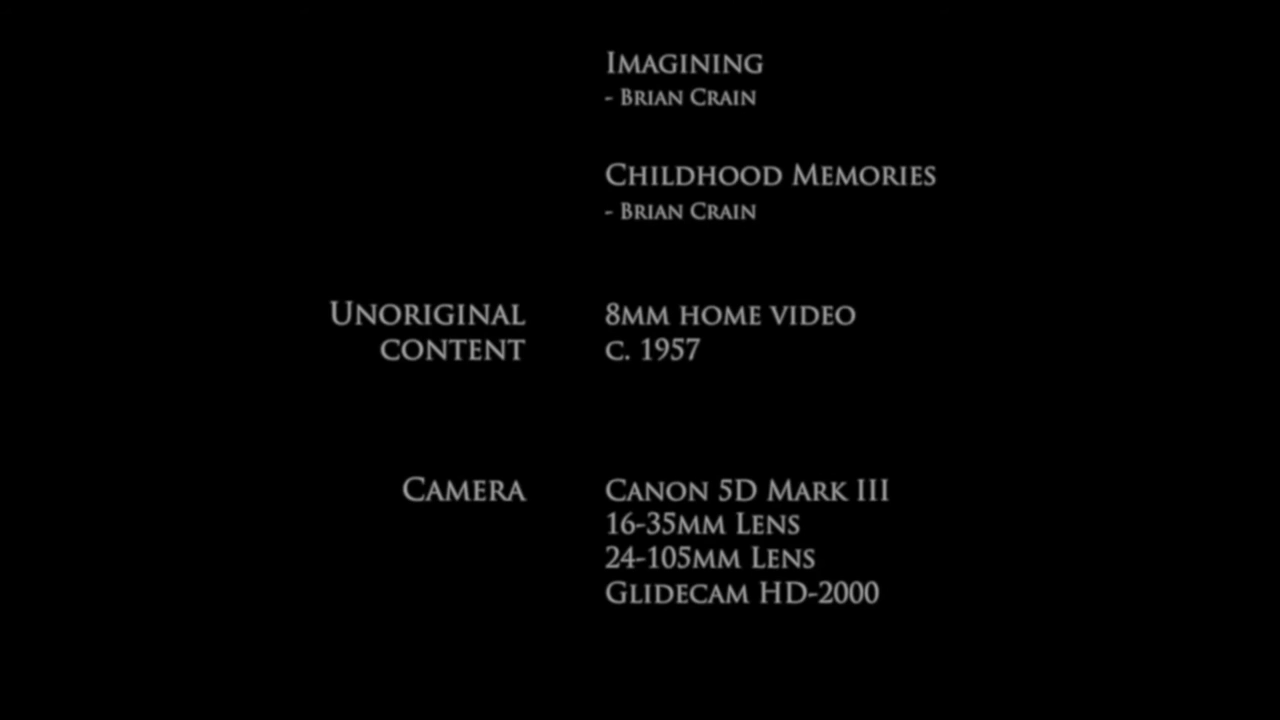 Imagining
- Brian Crain
Childhood Memories
- Brian Crain
Unoriginal content
8mm home video
c. 1957
Camera
Canon 5D Mark III
16-35mm Lens
24-105mm Lens
Glidecam HD-2000